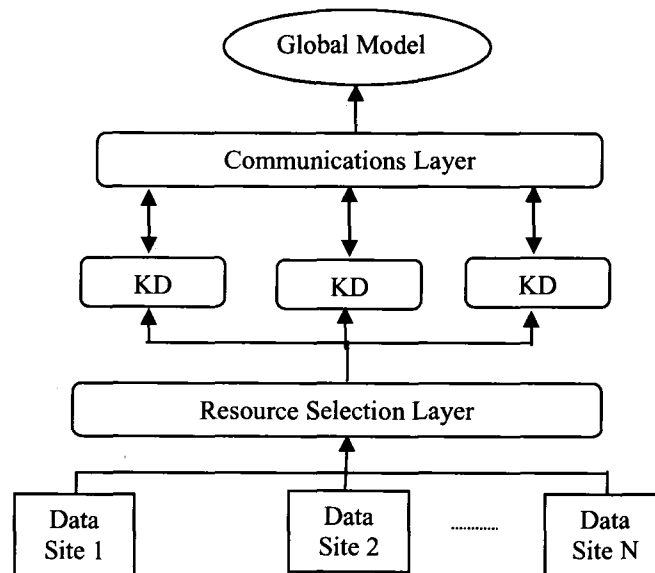 Global Model
Communications Layer
KD KD KD
Resource Selection Layer
Data Site 1
Data Site 2
..........
Data Site N